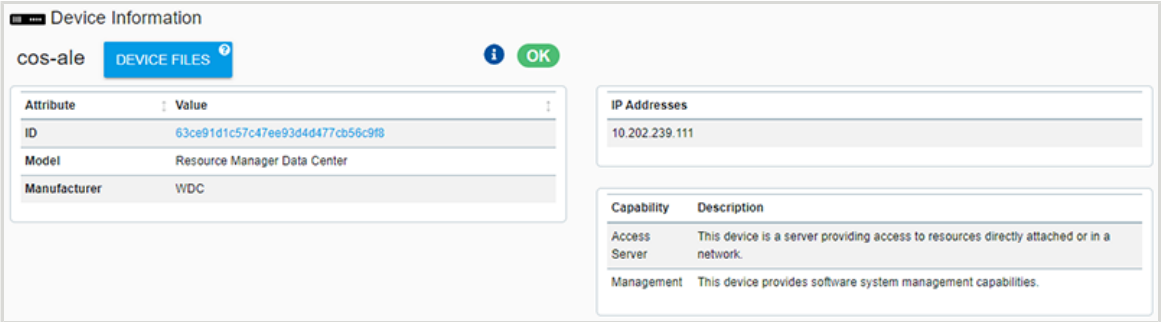 Device Information
cos-ale DEVICE FILES ? i OK
Attribute Value
ID 63ce91d1c57c47ee93d4d477cb56c9f8
Model Resource Manager Data Center
Manufacturer WDC
IP Addresses
10.202.239.111
Capability Description
Access Server This device is a server providing access to resources directly attached or in a
network.
Management This device provides software system management capabilities.